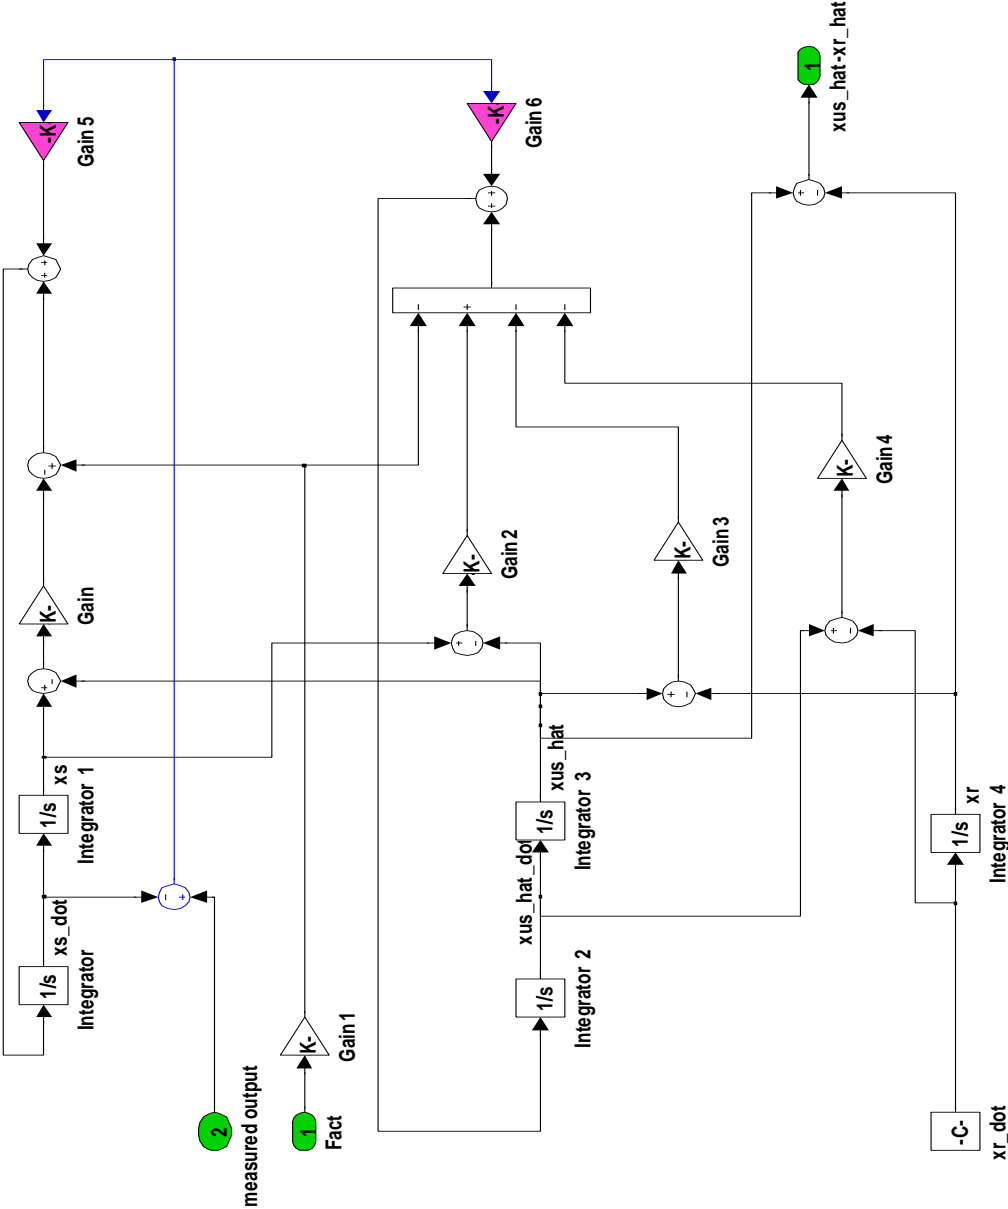 xus_hat-xr_hat
1
-K
Gain 5
-K
Gain 6
+
+
+
+
+
-
-
+
-
-
-
+
K-
Gain
K-
Gain 2
K-
Gain 3
K-
Gain 4
+
-
+
-
+
-
+
-
xs
1/s
Integrator 1
xus_hat
1/s
Integrator 3
xr
1/s
Integrator 4
-
+
xs_dot
1/s
Integrator
xus_hat_dot
1/s
Integrator 2
K-
Gain 1
2
measured output
1
Fact
-C-
xr_dot